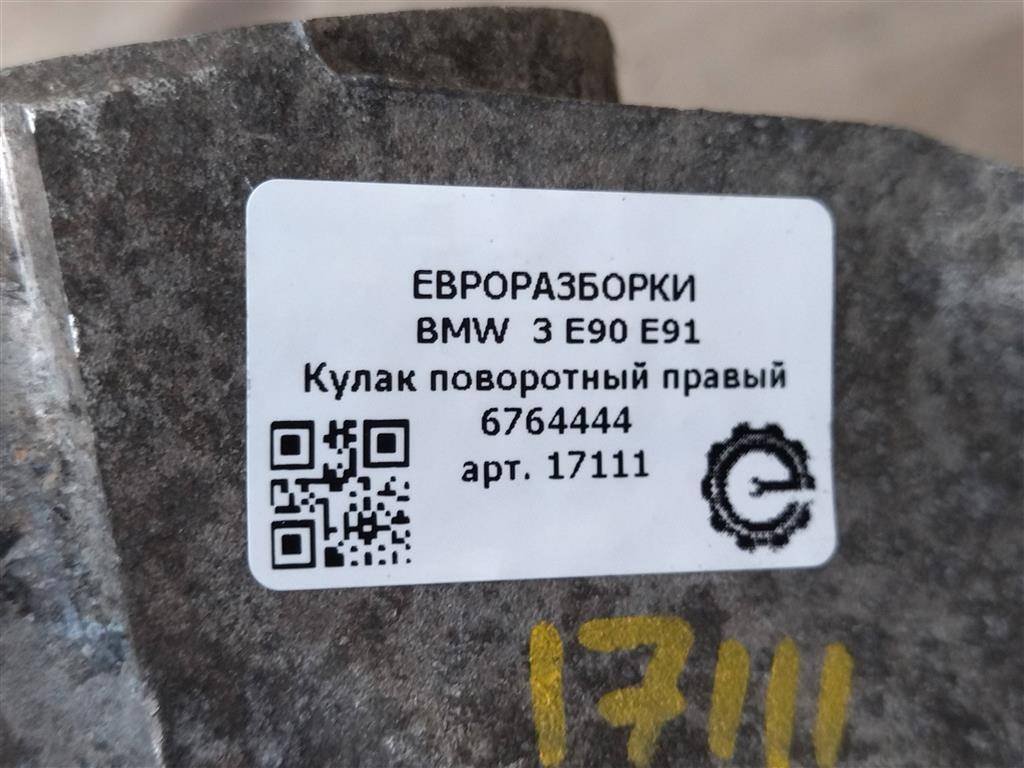 ЕВРОРАЗБОРКИ
BMW 3 E90 E91
Кулак поворотный правый
6764444
арт. 17111
17111